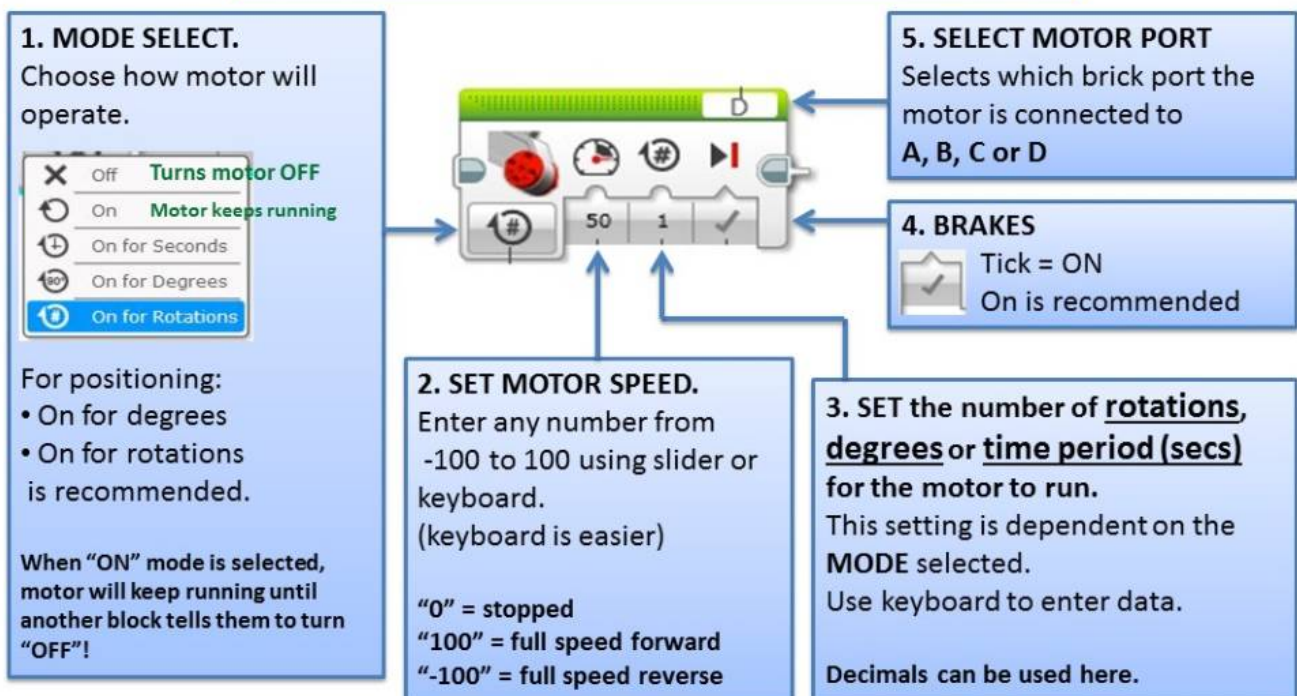 1. MODE SELECT.
Choose how motor will
operate.
Off Turns motor OFF
On Motor keeps running
On for Seconds
90° On for Degrees
# On for Rotations
For positioning:
• On for degrees
• On for rotations
is recommended.
When “ON” mode is selected,
motor will keep running until
another block tells them to turn
“OFF”!
D
#
# 50 1
5. SELECT MOTOR PORT
Selects which brick port the
motor is connected to
A, B, C or D
4. BRAKES
Tick = ON
On is recommended
2. SET MOTOR SPEED.
Enter any number from
-100 to 100 using slider or
keyboard.
(keyboard is easier)
“0” = stopped
“100” = full speed forward
“-100” = full speed reverse
3. SET the number of rotations,
degrees or time period (secs)
for the motor to run.
This setting is dependent on the
MODE selected.
Use keyboard to enter data.
Decimals can be used here.